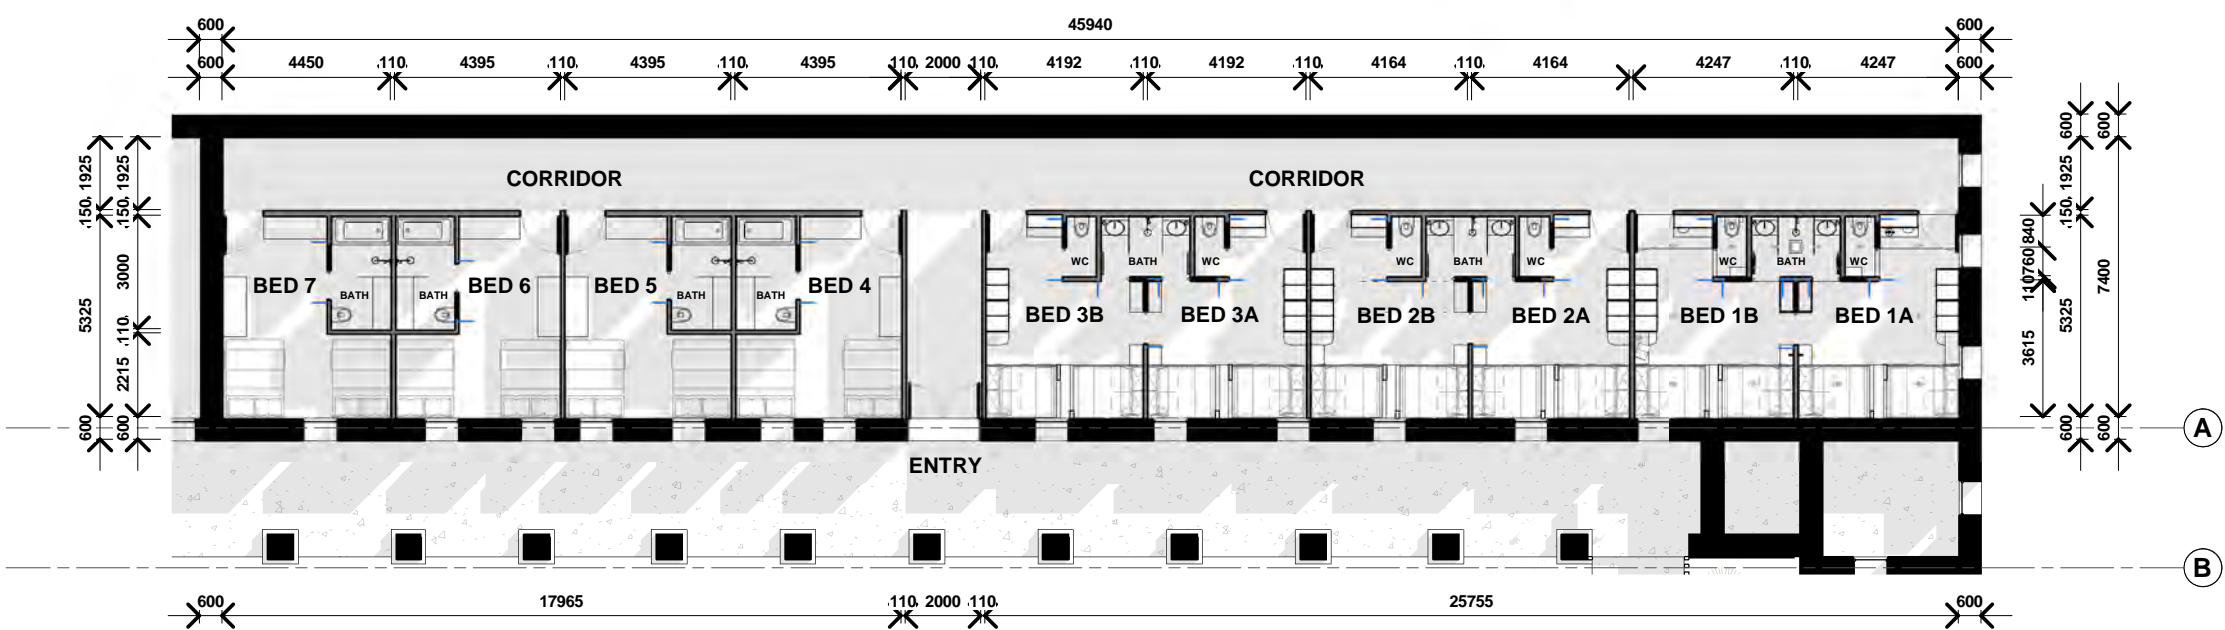 600 45940 600
600 4450 110 4395 110 4395 110 4395 110 2000 110 4192 110 4192 110 4164 110 4164 4247 110 4247 600
600 600
1925 1925 1925
150 150 150
CORRIDOR CORRIDOR
840
3000 760 7400
WC BATH WC WC BATH WC WC BATH WC
BED 7 BED 6 BED 5 BED 4
110
BATH BATH BATH BATH
5325 5325
BED 3B BED 3A BED 2B BED 2A BED 1B BED 1A
110
3615
2215
600 600 600 600
A
ENTRY
B
600 17965 110 2000 110 25755 600